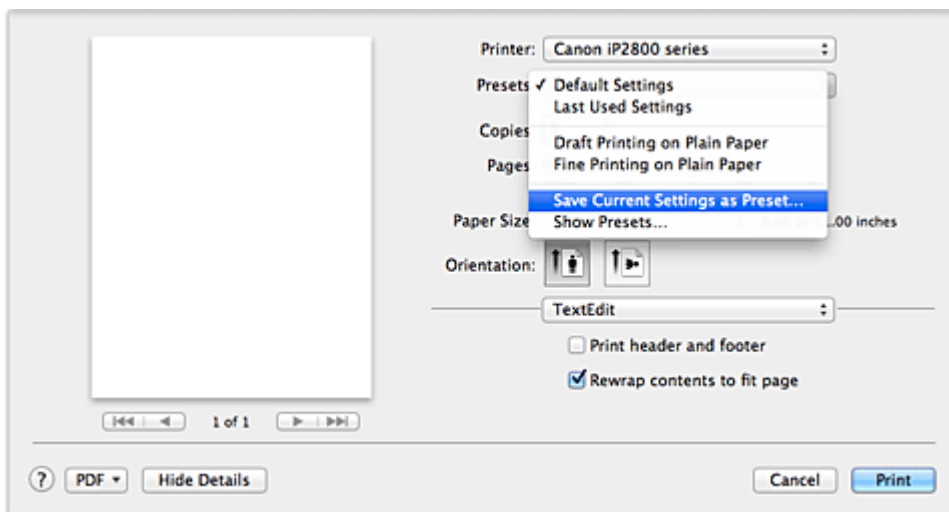 Printer: Canon iP2800 series
Presets ✓ Default Settings
Last Used Settings
Copies
Draft Printing on Plain Paper
Pages Fine Printing on Plain Paper
Save Current Settings as Preset...
Paper Size Show Presets... .00 inches
Orientation:
TextEdit
Print header and footer
Rewrap contents to fit page
1 of 1
? PDF Hide Details Cancel Print